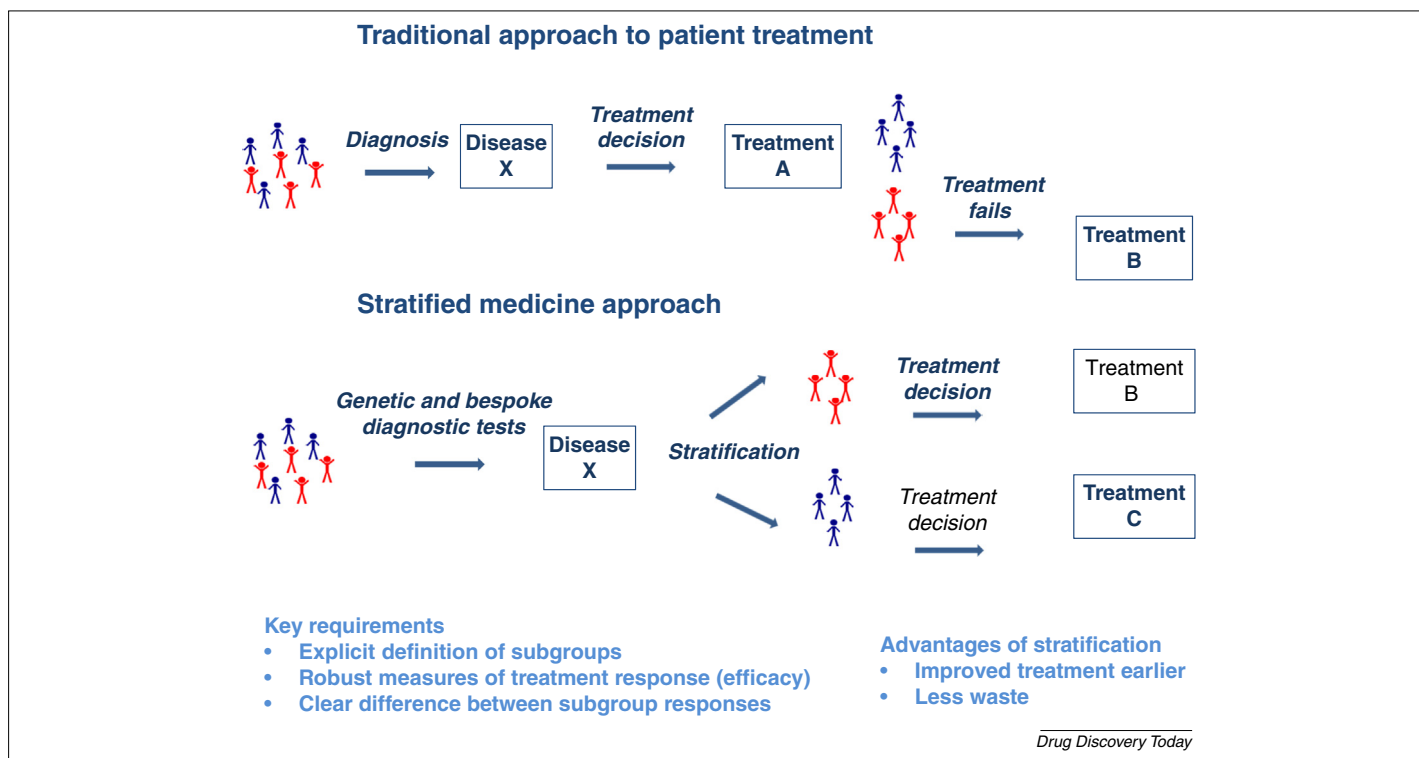 Traditional approach to patient treatment
Diagnosis
Disease
X
Treatment
decision
Treatment
A
Treatment
fails
Treatment
B
Stratified medicine approach
Genetic and bespoke
diagnostic tests
Disease
X
Stratification
Treatment
decision
Treatment
B
Treatment
decision
Treatment
C
Key requirements
• Explicit definition of subgroups
• Robust measures of treatment response (efficacy)
• Clear difference between subgroup responses
Advantages of stratification
• Improved treatment earlier
• Less waste
Drug Discovery Today